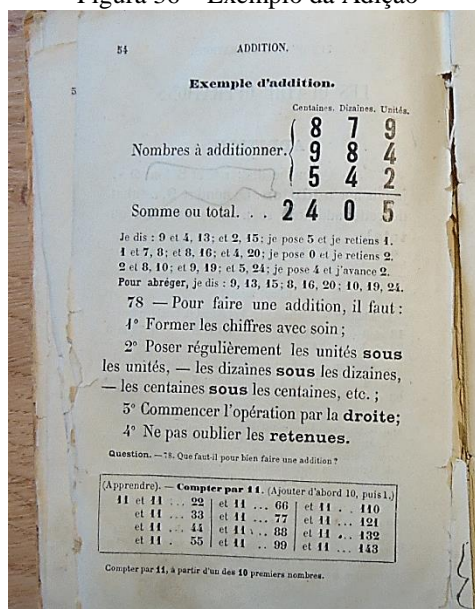 Figura 56 – Exemplo da Adição
54
ADDITION.
5
Exemple d'addition.
Centaines. Dizaines. Unités.
8 7 9
Nombres à additionner. 9 8 4
5 4 2
Somme ou total. . . 2 4 0 5
Je dis : 9 et 4, 13; et 2, 15; je pose 5 et je retiens 1.
1 et 7, 8; et 8, 16; et 4, 20; je pose 0 et je retiens 2.
2 et 8, 10; et 9, 19; et 5, 24; je pose 4 et j'avance 2.
Pour abréger, je dis : 9, 13, 15; 8, 16, 20; 10, 19, 24.
78 — Pour faire une addition, il faut :
1° Former les chiffres avec soin ;
2° Poser régulièrement les unités sous
les unités, — les dizaines sous les dizaines,
— les centaines sous les centaines, etc. ;
3° Commencer l'opération par la droite;
4° Ne pas oublier les retenues.
Question. — 78. Que faut-il pour bien faire une addition ?
(Apprendre). — Compter par 11. (Ajouter d'abord 10, puis 1.)
11 et 11 ... 22 | et 11 ... 66 | et 11 . . 110
et 11 ... 33 | et 11 ... 77 | et 11 ... 121
et 11 ... 44 | et 11 ... 88 | et 11 ... 132
et 11 . 55 | et 11 .. 99 | et 11 ... 143
Compter par 11, à partir d'un des 10 premiers nombres.